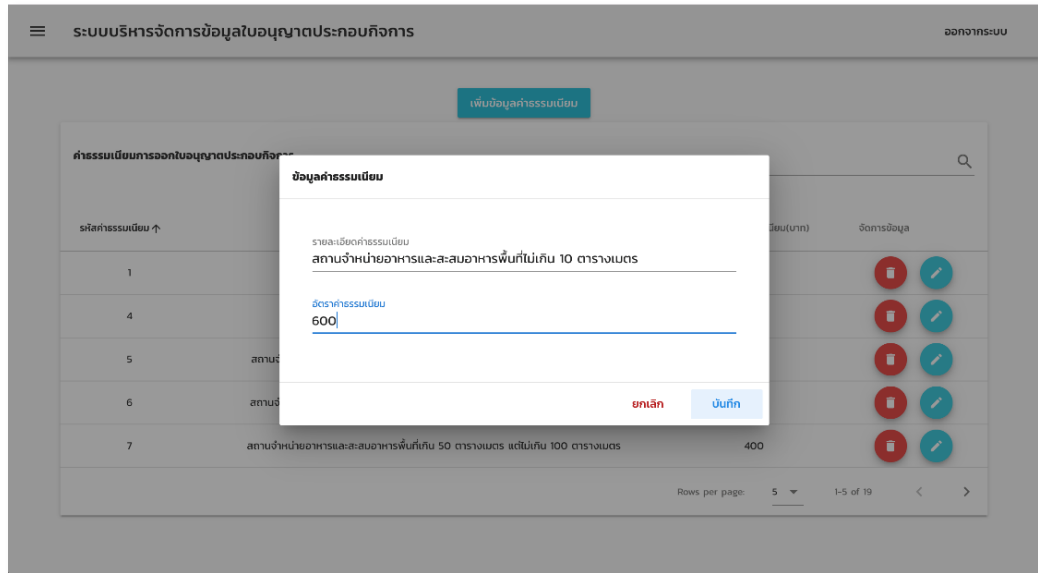 ระบบบริหารจัดการข้อมูลใบอนุญาตประกอบกิจการ
ออกจากระบบ
เพิ่มข้อมูลค่าธรรมเนียม
ค่าธรรมเนียมการออกใบอนุญาตประกอบกิจการ
ข้อมูลค่าธรรมเนียม
รหัสค่าธรรมเนียม
(บาท)
จัดการข้อมูล
รายละเอียดค่าธรรมเนียม
สถานจำหน่ายอาหารและสะสมอาหารพื้นที่ไม่เกิน 10 ตารางเมตร
1
อัตราค่าธรรมเนียม
600
4
5
6
ยกเลิก
บันทึก
7 สถานจำหน่ายอาหารและสะสมอาหารพื้นที่เกิน 50 ตารางเมตร แต่ไม่เกิน 100 ตารางเมตร 400
Rows per page: 5 1-5 of 19